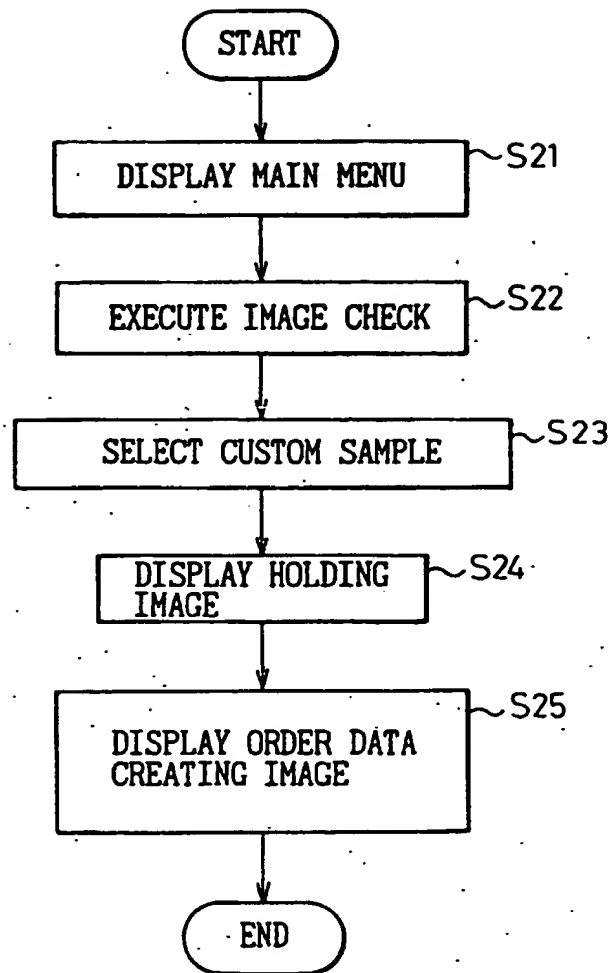 START
DISPLAY MAIN MENU
S21
EXECUTE IMAGE CHECK
S22
SELECT CUSTOM SAMPLE
S23
DISPLAY HOLDING
IMAGE
S24
DISPLAY ORDER DATA
CREATING IMAGE
S25
END